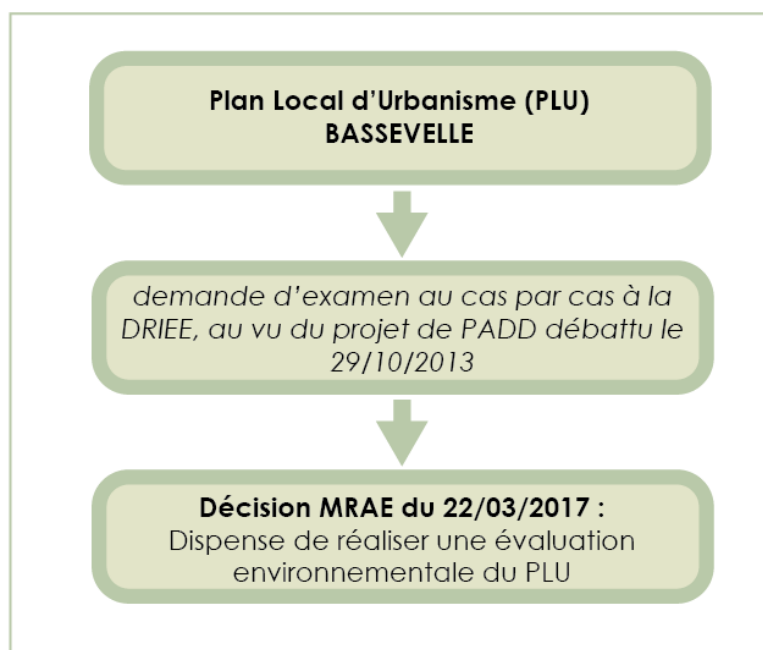 Plan Local d'Urbanisme (PLU)
BASSEVELLE
demande d'examen au cas par cas à la
DRIEE, au vu du projet de PADD débattu le
29/10/2013
Décision MRAE du 22/03/2017 :
Dispense de réaliser une évaluation
environnementale du PLU